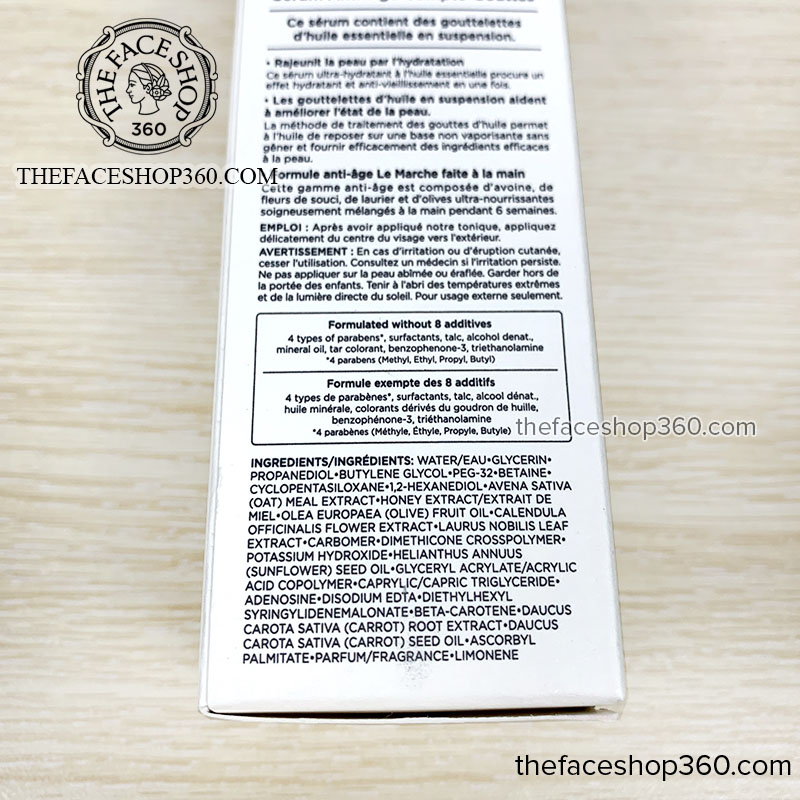 THE FACE SHOP
360
THEFACESHOP360.COM
Ce sérum contient des gouttelettes
d'huile essentielle en suspension.
• Rajeunit la peau par l'hydratation
Ce sérum ultra-hydratant à l'huile essentielle procure un
effet hydratant et anti-vieillissement en une fois.
• Les gouttelettes d'huile en suspension aident
à améliorer l'état de la peau.
La méthode de traitement des gouttes d'huile permet
à l'huile de reposer sur une base non vaporisante sans
gêner et fournir efficacement des ingrédients efficaces
à la peau.
Formule anti-âge Le Marche faite à la main
Cette gamme anti-âge est composée d'avoine, de
fleurs de souci, de laurier et d'olives ultra-nourrissantes
soigneusement mélangés à la main pendant 6 semaines.
EMPLOI : Après avoir appliqué notre tonique, appliquez
délicatement du centre du visage vers l'extérieur.
AVERTISSEMENT : En cas d'irritation ou d'éruption cutanée,
cesser l'utilisation. Consultez un médecin si l'irritation persiste.
Ne pas appliquer sur la peau abîmée ou éraflée. Garder hors de
la portée des enfants. Tenir à l'abri des températures extrêmes
et de la lumière directe du soleil. Pour usage externe seulement.
Formulated without 8 additives
4 types of parabens*, surfactants, talc, alcohol denat.,
mineral oil, tar colorant, benzophenone-3, triethanolamine
*4 parabens (Methyl, Ethyl, Propyl, Butyl)
Formule exempte des 8 additifs
4 types de parabènes*, surfactants, talc, alcool dénat.,
huile minérale, colorants dérivés du goudron de huille,
benzophénone-3, triéthanolamine
*4 parabènes (Méthyle, Éthyle, Propyle, Butyle)
thefaceshop360.com
INGREDIENTS/INGRÉDIENTS: WATER/EAU•GLYCERIN•
PROPANEDIOL•BUTYLENE GLYCOL•PEG-32•BETAINE•
CYCLOPENTASILOXANE•1,2-HEXANEDIOL•AVENA SATIVA
(OAT) MEAL EXTRACT•HONEY EXTRACT/EXTRAIT DE
MIEL•OLEA EUROPAEA (OLIVE) FRUIT OIL•CALENDULA
OFFICINALIS FLOWER EXTRACT•LAURUS NOBILIS LEAF
EXTRACT•CARBOMER•DIMETHICONE CROSSPOLYMER•
POTASSIUM HYDROXIDE•HELIANTHUS ANNUUS
(SUNFLOWER) SEED OIL•GLYCERYL ACRYLATE/ACRYLIC
ACID COPOLYMER•CAPRYLIC/CAPRIC TRIGLYCERIDE•
ADENOSINE•DISODIUM EDTA•DIETHYLHEXYL
SYRINGYLIDENEMALONATE•BETA-CAROTENE•DAUCUS
CAROTA SATIVA (CARROT) ROOT EXTRACT•DAUCUS
CAROTA SATIVA (CARROT) SEED OIL•ASCORBYL
PALMITATE•PARFUM/FRAGRANCE•LIMONENE
thefaceshop360.com